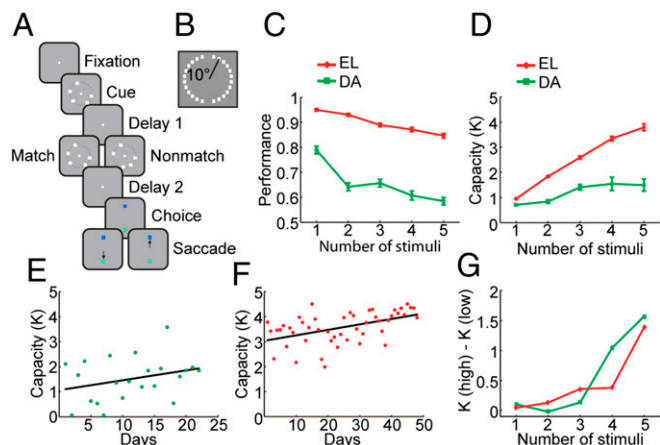 A
Fixation
Cue
Delay 1
Match
Nonmatch
Delay 2
Choice
Saccade
B
10°
C
EL
DA
Performance
1
0.9
0.8
0.7
0.6
0.5
1 2 3 4 5
Number of stimuli
D
EL
DA
Capacity (K)
5
4
3
2
1
0
1 2 3 4 5
Number of stimuli
E
Capacity (K)
5
4
3
2
1
0
5 10 15 20 25
Days
F
Capacity (K)
5
4
3
2
1
0
10 20 30 40 50
Days
G
K (high) - K (low)
1.5
1.0
0.5
0
1 2 3 4 5
Number of stimuli